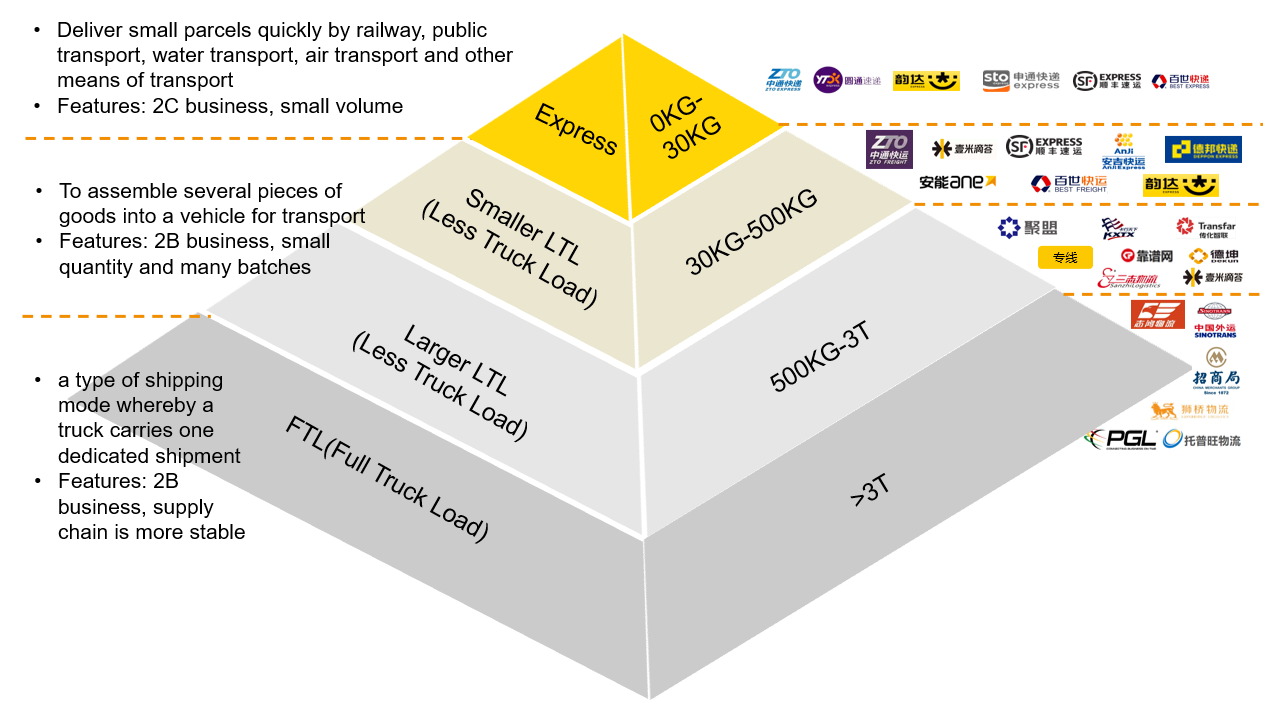 • Deliver small parcels quickly by railway, public
transport, water transport, air transport and other
means of transport
• Features: 2C business, small volume
• To assemble several pieces of
goods into a vehicle for transport
• Features: 2B business, small
quantity and many batches
• a type of shipping
mode whereby a
truck carries one
dedicated shipment
• Features: 2B
business, supply
chain is more stable
Express
0KG-
30KG
Smaller LTL
(Less Truck Load)
30KG-500KG
Larger LTL
(Less Truck Load)
500KG-3T
FTL(Full Truck Load)
>3T
ZTO
中通快递
ZTO EXPRESS
圆通速递
韵达
EXPRESS
sto
express
申通快递
express
SF EXPRESS
顺丰速运
百世快递
BEST EXPRESS
ZTO
中通快运
ZTO FREIGHT
壹米滴答
SF EXPRESS
顺丰速运
AnJi
安吉快运
AnJi Express
德邦快递
DEPPON EXPRESS
安能ane
百世快运
BEST FREIGHT
韵达
EXPRESS
聚盟
KXTX
Transfar
传化智联
专线
靠谱网
德坤
DEKUN
三志物流
SanzhiLogistics
壹米滴答
志鸿物流
SINOTRANS
中国外运
SINOTRANS
招商局
CHINA MERCHANTS GROUP
Since 1872
狮桥物流
PGL
托普旺物流